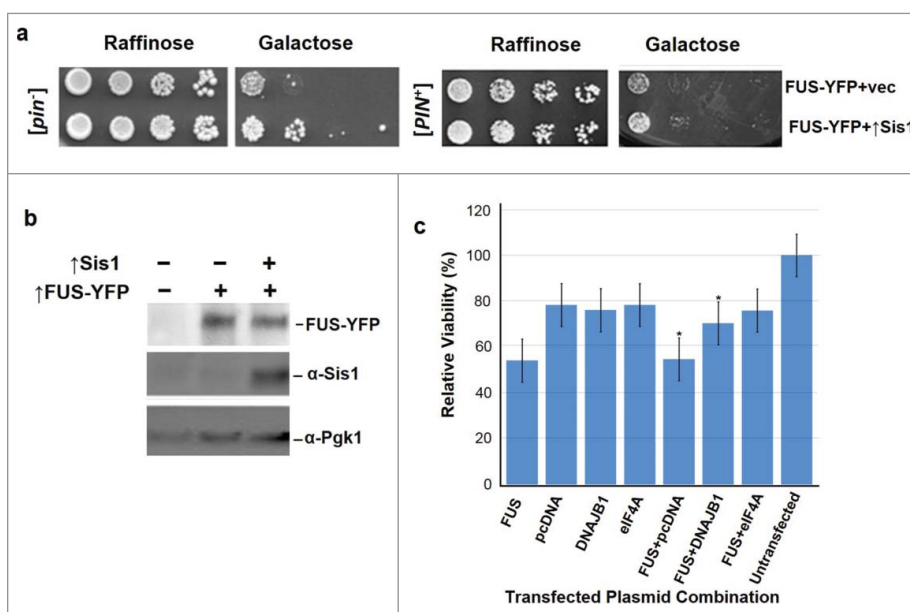 a
Raffinose Galactose Raffinose Galactose
[pin-]
[PIN+]
FUS-YFP+vec
FUS-YFP+↑Sis1
b
↑Sis1 – – +
↑FUS-YFP – + +
–FUS-YFP
–α-Sis1
–α-Pgk1
c
Relative Viability (%)
120
100
80
60
40
20
0
*
*
FUS
pcDNA
DNAJB1
eIF4A
FUS+pcDNA
FUS+DNAJB1
FUS+eIF4A
Untransfected
Transfected Plasmid Combination